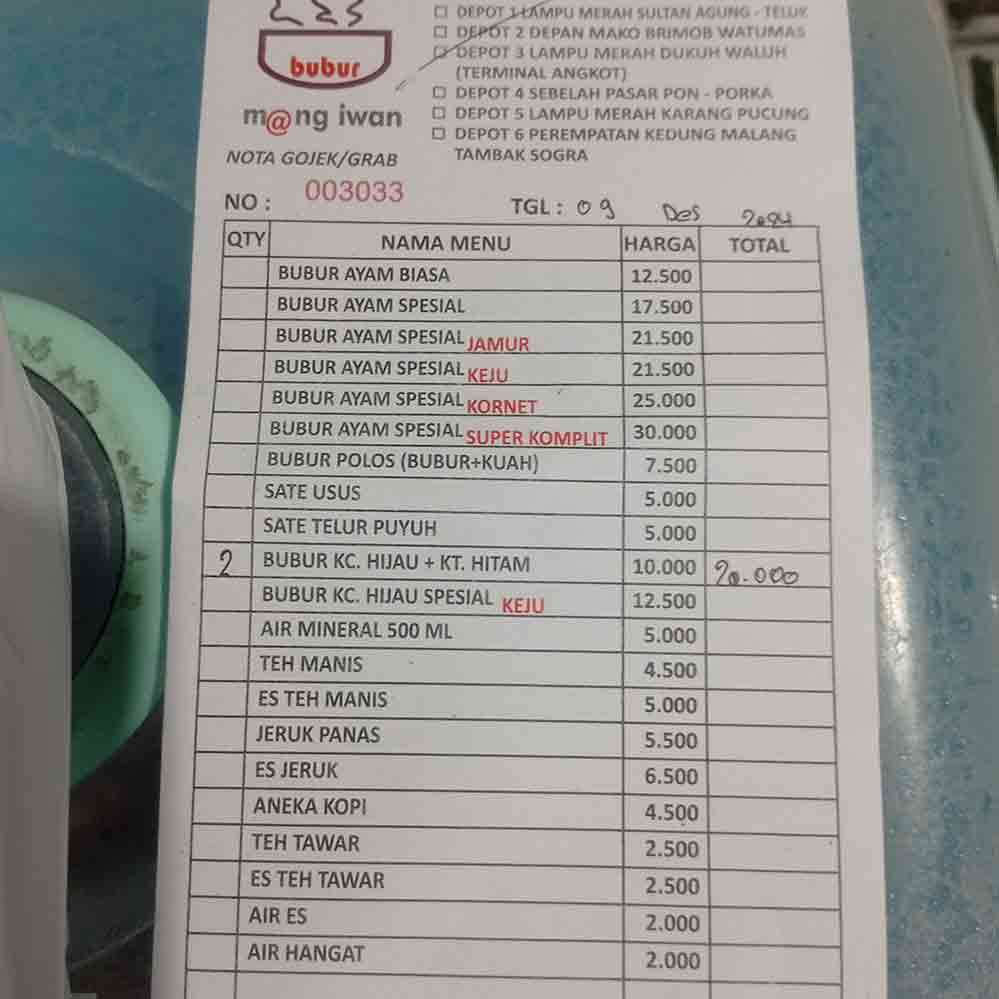 □ DEPOT 1 LAMPU MERAH SULTAN AGUNG - TELUK
□ DEPOT 2 DEPAN MAKO BRIMOB WATUMAS
□ DEPOT 3 LAMPU MERAH DUKUH WALUH
(TERMINAL ANGKOT)
□ DEPOT 4 SEBELAH PASAR PON - PORKA
□ DEPOT 5 LAMPU MERAH KARANG PUCUNG
□ DEPOT 6 PEREMPATAN KEDUNG MALANG
TAMBAK SOGRA
bubur
m@ng iwan
NOTA GOJEK/GRAB
NO : 003033 TGL : 09 Des 2024
QTY NAMA MENU HARGA TOTAL
BUBUR AYAM BIASA 12.500
BUBUR AYAM SPESIAL 17.500
BUBUR AYAM SPESIAL JAMUR 21.500
BUBUR AYAM SPESIAL KEJU 21.500
BUBUR AYAM SPESIAL KORNET 25.000
BUBUR AYAM SPESIAL SUPER KOMPLIT 30.000
BUBUR POLOS (BUBUR+KUAH) 7.500
SATE USUS 5.000
SATE TELUR PUYUH 5.000
2 BUBUR KC. HIJAU + KT. HITAM 10.000 20.000
BUBUR KC. HIJAU SPESIAL KEJU 12.500
AIR MINERAL 500 ML 5.000
TEH MANIS 4.500
ES TEH MANIS 5.000
JERUK PANAS 5.500
ES JERUK 6.500
ANEKA KOPI 4.500
TEH TAWAR 2.500
ES TEH TAWAR 2.500
AIR ES 2.000
AIR HANGAT 2.000